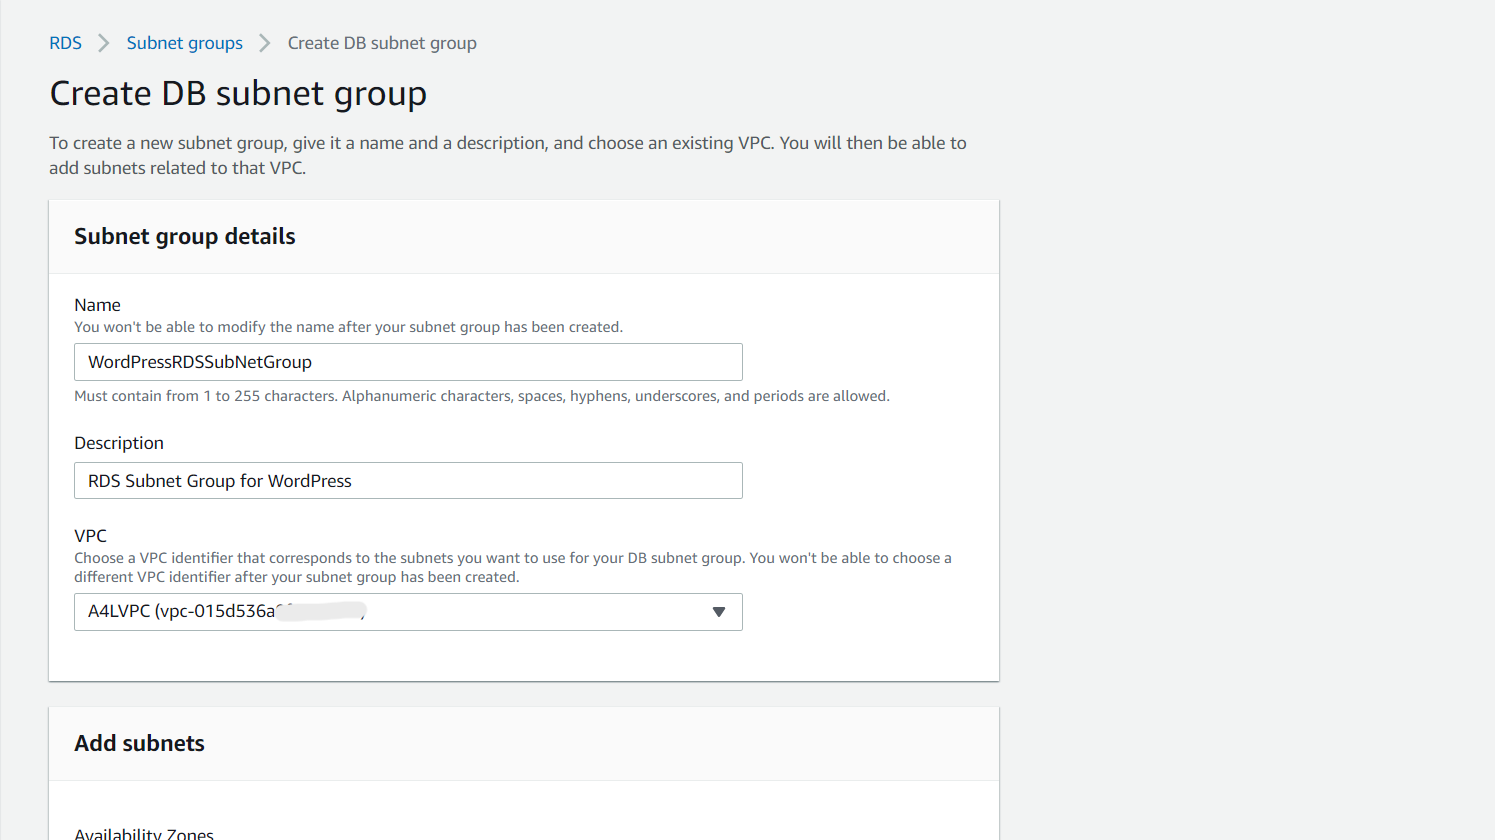 RDS > Subnet groups > Create DB subnet group
Create DB subnet group
To create a new subnet group, give it a name and a description, and choose an existing VPC. You will then be able to
add subnets related to that VPC.
Subnet group details
Name
You won't be able to modify the name after your subnet group has been created.
WordPressRDSSubNetGroup
Must contain from 1 to 255 characters. Alphanumeric characters, spaces, hyphens, underscores, and periods are allowed.
Description
RDS Subnet Group for WordPress
VPC
Choose a VPC identifier that corresponds to the subnets you want to use for your DB subnet group. You won't be able to choose a
different VPC identifier after your subnet group has been created.
A4LVPC (vpc-015d536a
Add subnets
Availability Zones